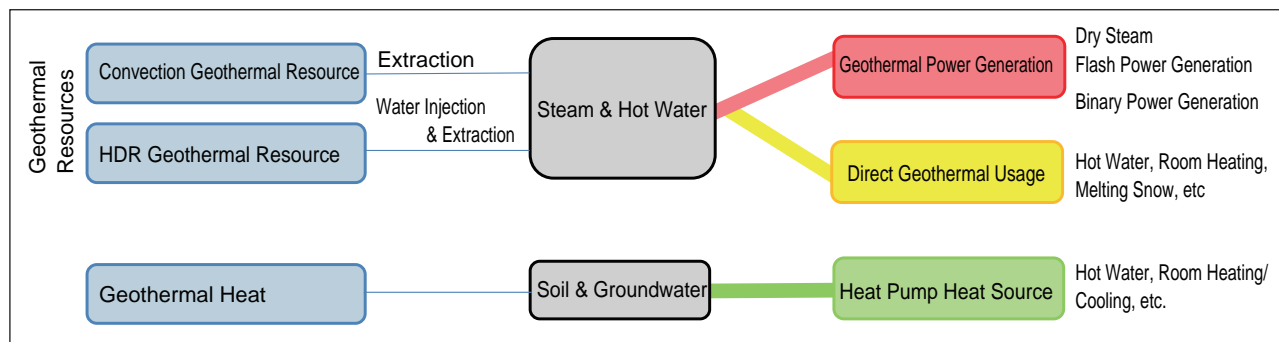 Geothermal
Resources
Convection Geothermal Resource
Extraction
HDR Geothermal Resource
Water Injection
& Extraction
Steam & Hot Water
Geothermal Power Generation
Dry Steam
Flash Power Generation
Binary Power Generation
Direct Geothermal Usage
Hot Water, Room Heating,
Melting Snow, etc
Geothermal Heat
Soil & Groundwater
Heat Pump Heat Source
Hot Water, Room Heating/
Cooling, etc.